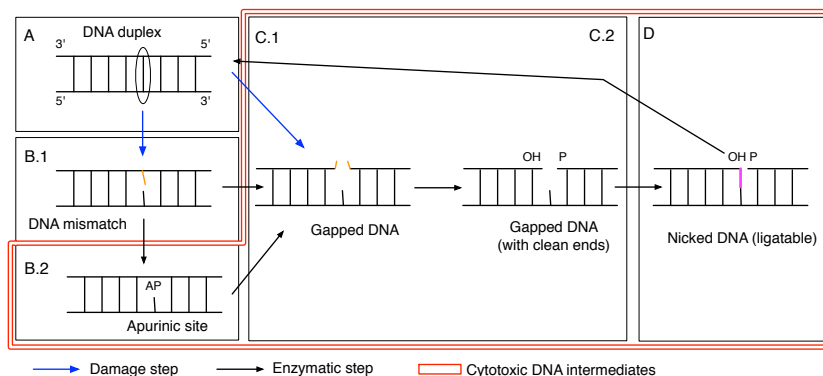 A
DNA duplex
3'
5'
5'
3'
C.1
C.2
D
B.1
DNA mismatch
OH P
Gapped DNA
Gapped DNA
(with clean ends)
OH P
Nicked DNA (ligatable)
B.2
AP
Apurinic site
Damage step
Enzymatic step
Cytotoxic DNA intermediates